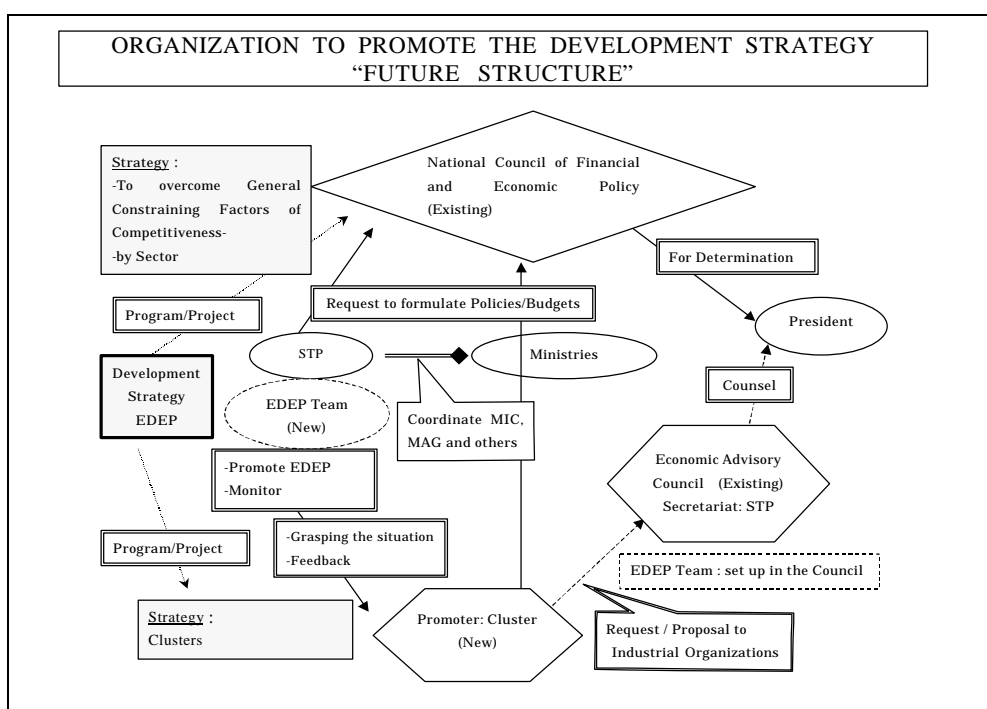 ORGANIZATION TO PROMOTE THE DEVELOPMENT STRATEGY
“FUTURE STRUCTURE”
Strategy :
-To overcome General
Constraining Factors of
Competitiveness-
-by Sector
National Council of Financial
and Economic Policy
(Existing)
For Determination
Program/Project
Request to formulate Policies/Budgets
President
STP
Ministries
Development
Strategy
EDEP
EDEP Team
(New)
Coordinate MIC,
MAG and others
Counsel
-Promote EDEP
-Monitor
Economic Advisory
Council (Existing)
Secretariat: STP
-Grasping the situation
-Feedback
Program/Project
EDEP Team : set up in the Council
Strategy :
Clusters
Promoter: Cluster
(New)
Request / Proposal to
Industrial Organizations